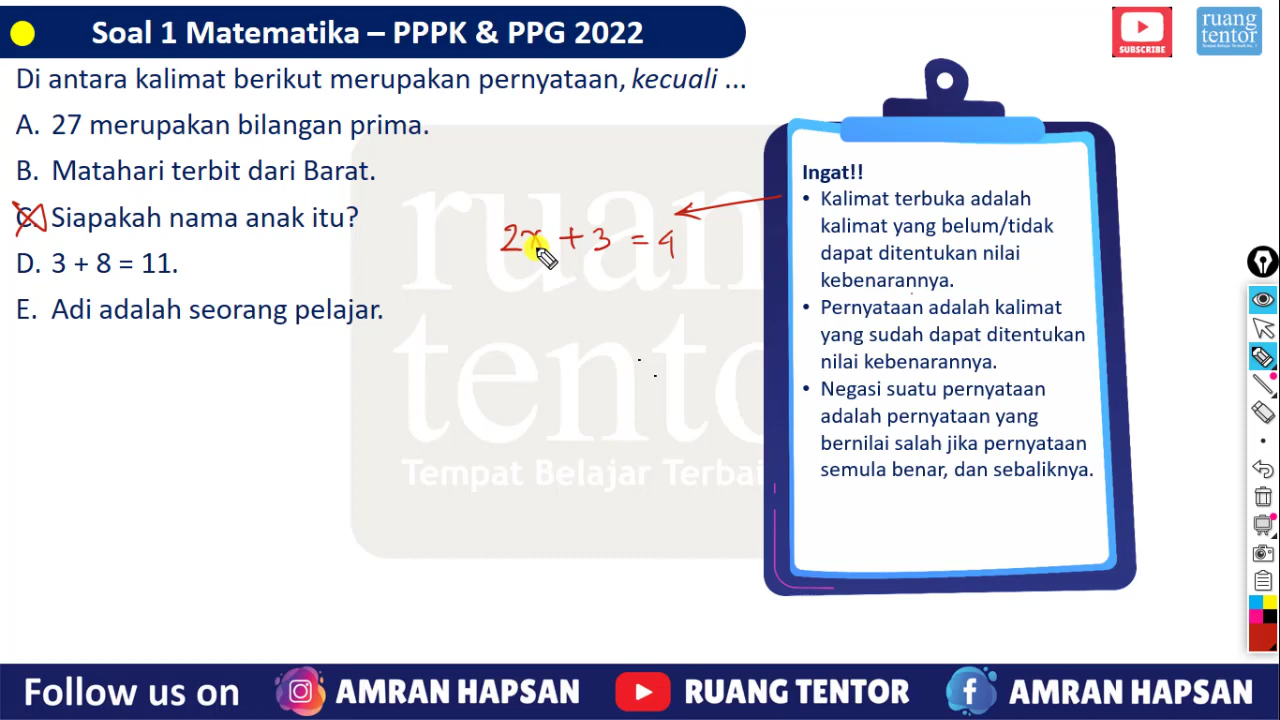 Soal 1 Matematika – PPPK & PPG 2022
SUBSCRIBE
ruang
tentor
Di antara kalimat berikut merupakan pernyataan, kecuali ...
A. 27 merupakan bilangan prima.
B. Matahari terbit dari Barat.
C. Siapakah nama anak itu?
D. 3 + 8 = 11.
E. Adi adalah seorang pelajar.
2x + 3 = 4
ruan
tento
Tempat Belajar Terbai
Ingat!!
• Kalimat terbuka adalah
kalimat yang belum/tidak
dapat ditentukan nilai
kebenarannya.
• Pernyataan adalah kalimat
yang sudah dapat ditentukan
nilai kebenarannya.
• Negasi suatu pernyataan
adalah pernyataan yang
bernilai salah jika pernyataan
semula benar, dan sebaliknya.
Follow us on
AMRAN HAPSAN
RUANG TENTOR
AMRAN HAPSAN